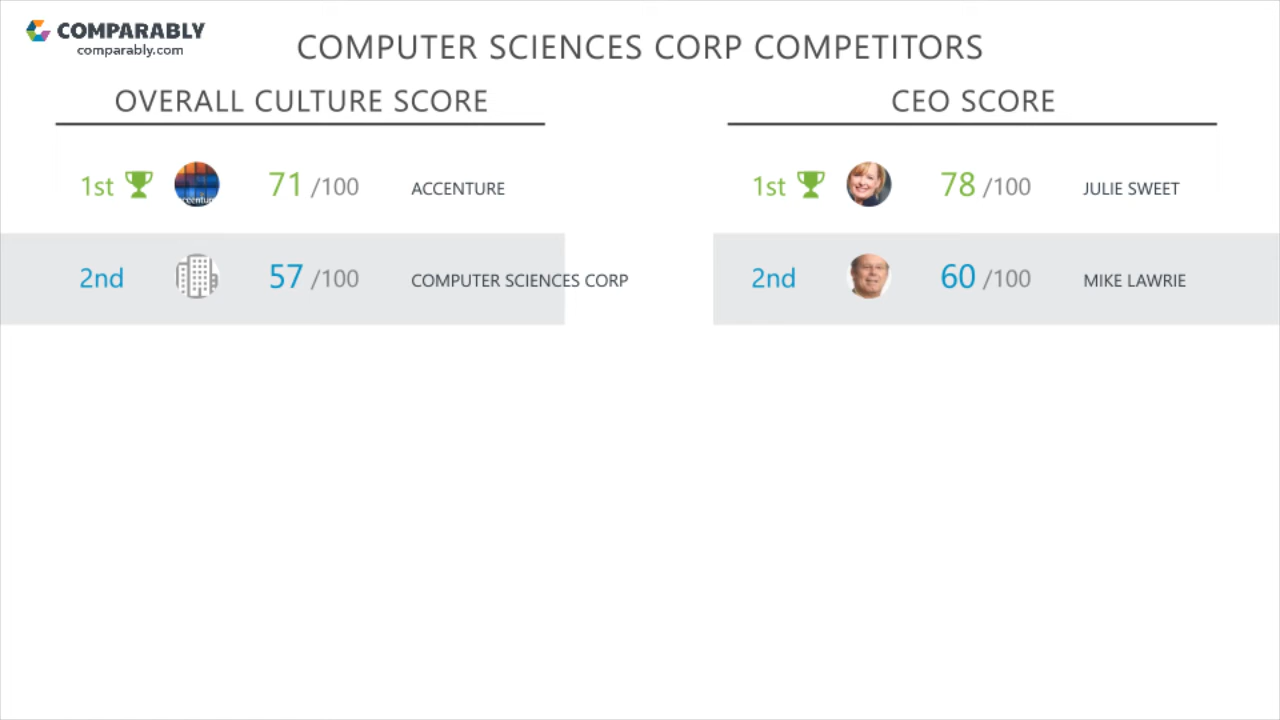 COMPARABLY
comparably.com
COMPUTER SCIENCES CORP COMPETITORS
OVERALL CULTURE SCORE
1st 71 /100 ACCENTURE
accenture
2nd 57 /100 COMPUTER SCIENCES CORP
CEO SCORE
1st 78 /100 JULIE SWEET
2nd 60 /100 MIKE LAWRIE